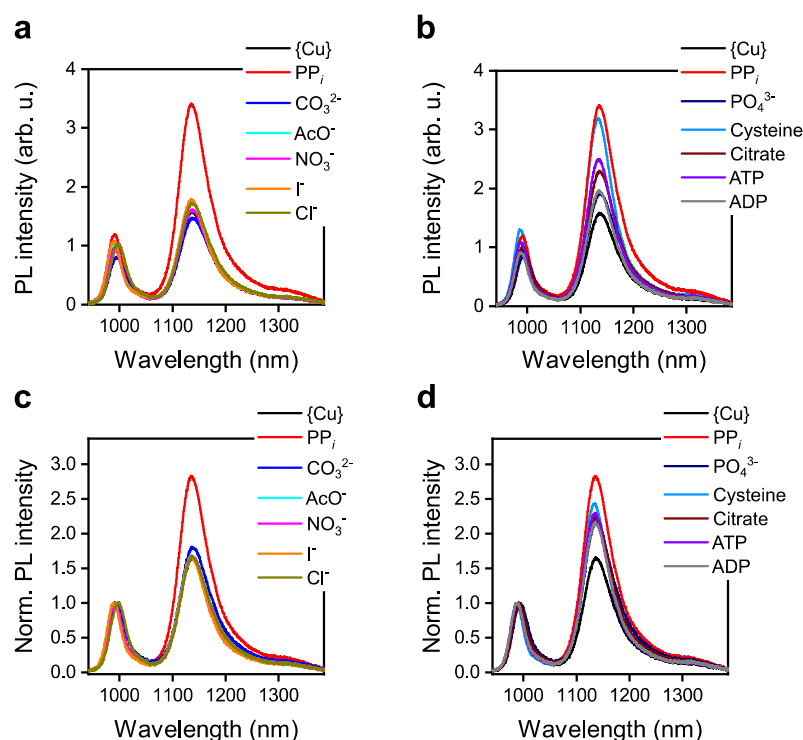 a
{Cu}
PPᵢ
CO₃²⁻
AcO⁻
NO₃⁻
I⁻
Cl⁻
PL intensity (arb. u.)
4
3
2
1
0
1000 1100 1200 1300
Wavelength (nm)
b
{Cu}
PPᵢ
PO₄³⁻
Cysteine
Citrate
ATP
ADP
PL intensity (arb. u.)
4
3
2
1
0
1000 1100 1200 1300
Wavelength (nm)
c
{Cu}
PPᵢ
CO₃²⁻
AcO⁻
NO₃⁻
I⁻
Cl⁻
Norm. PL intensity
3.0
2.5
2.0
1.5
1.0
0.5
0.0
1000 1100 1200 1300
Wavelength (nm)
d
{Cu}
PPᵢ
PO₄³⁻
Cysteine
Citrate
ATP
ADP
Norm. PL intensity
3.0
2.5
2.0
1.5
1.0
0.5
0.0
1000 1100 1200 1300
Wavelength (nm)